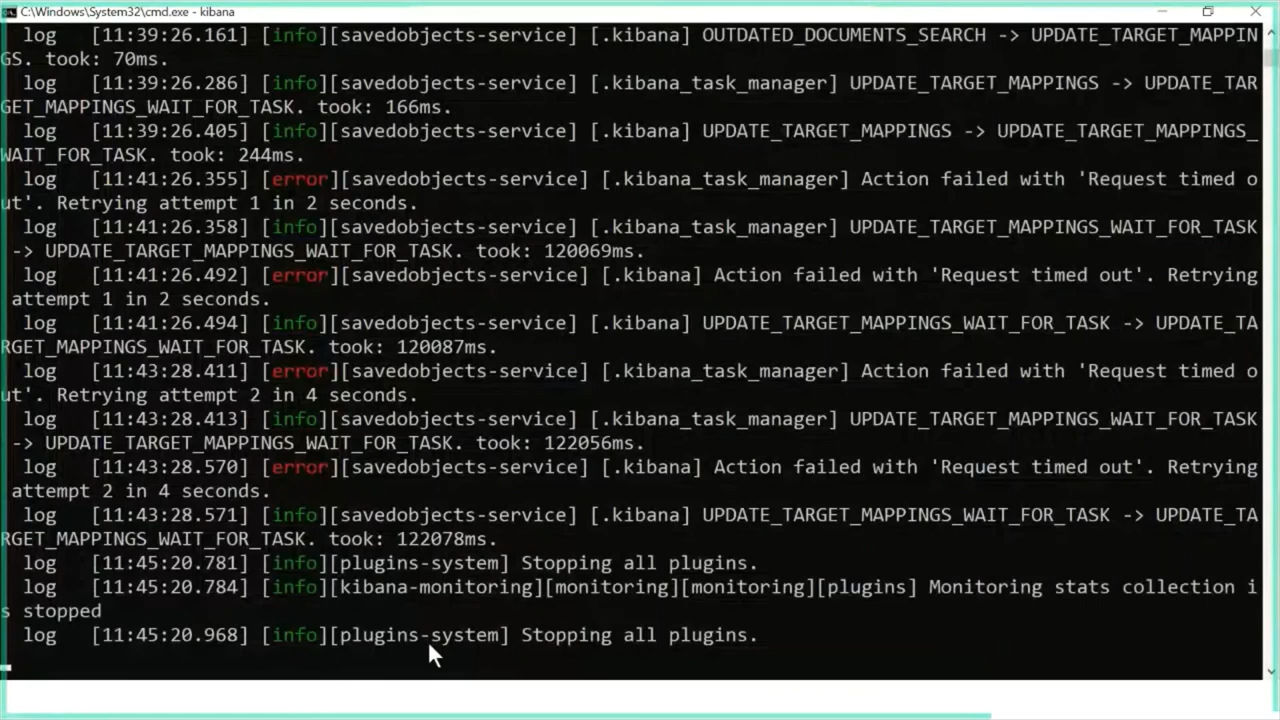 C:\Windows\System32\cmd.exe - kibana
log [11:39:26.161] [info][savedobjects-service] [.kibana] OUTDATED_DOCUMENTS_SEARCH -> UPDATE_TARGET_MAPPIN
GS. took: 70ms.
log [11:39:26.286] [info][savedobjects-service] [.kibana_task_manager] UPDATE_TARGET_MAPPINGS -> UPDATE_TAR
GET_MAPPINGS_WAIT_FOR_TASK. took: 166ms.
log [11:39:26.405] [info][savedobjects-service] [.kibana] UPDATE_TARGET_MAPPINGS -> UPDATE_TARGET_MAPPINGS_
WAIT_FOR_TASK. took: 244ms.
log [11:41:26.355] [error][savedobjects-service] [.kibana_task_manager] Action failed with 'Request timed o
ut'. Retrying attempt 1 in 2 seconds.
log [11:41:26.358] [info][savedobjects-service] [.kibana_task_manager] UPDATE_TARGET_MAPPINGS_WAIT_FOR_TASK
-> UPDATE_TARGET_MAPPINGS_WAIT_FOR_TASK. took: 120069ms.
log [11:41:26.492] [error][savedobjects-service] [.kibana] Action failed with 'Request timed out'. Retrying
attempt 1 in 2 seconds.
log [11:41:26.494] [info][savedobjects-service] [.kibana] UPDATE_TARGET_MAPPINGS_WAIT_FOR_TASK -> UPDATE_TA
RGET_MAPPINGS_WAIT_FOR_TASK. took: 120087ms.
log [11:43:28.411] [error][savedobjects-service] [.kibana_task_manager] Action failed with 'Request timed o
ut'. Retrying attempt 2 in 4 seconds.
log [11:43:28.413] [info][savedobjects-service] [.kibana_task_manager] UPDATE_TARGET_MAPPINGS_WAIT_FOR_TASK
-> UPDATE_TARGET_MAPPINGS_WAIT_FOR_TASK. took: 122056ms.
log [11:43:28.570] [error][savedobjects-service] [.kibana] Action failed with 'Request timed out'. Retrying
attempt 2 in 4 seconds.
log [11:43:28.571] [info][savedobjects-service] [.kibana] UPDATE_TARGET_MAPPINGS_WAIT_FOR_TASK -> UPDATE_TA
RGET_MAPPINGS_WAIT_FOR_TASK. took: 122078ms.
log [11:45:20.781] [info][plugins-system] Stopping all plugins.
log [11:45:20.784] [info][kibana-monitoring][monitoring][monitoring][plugins] Monitoring stats collection i
s stopped
log [11:45:20.968] [info][plugins-system] Stopping all plugins.